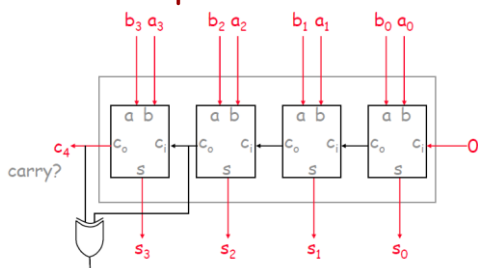 b₃ a₃ b₂ a₂ b₁ a₁ b₀ a₀
a b a b a b a b
c₄ cₒ cᵢ cₒ cᵢ cₒ cᵢ cₒ cᵢ 0
carry? s s s s
s₃ s₂ s₁ s₀